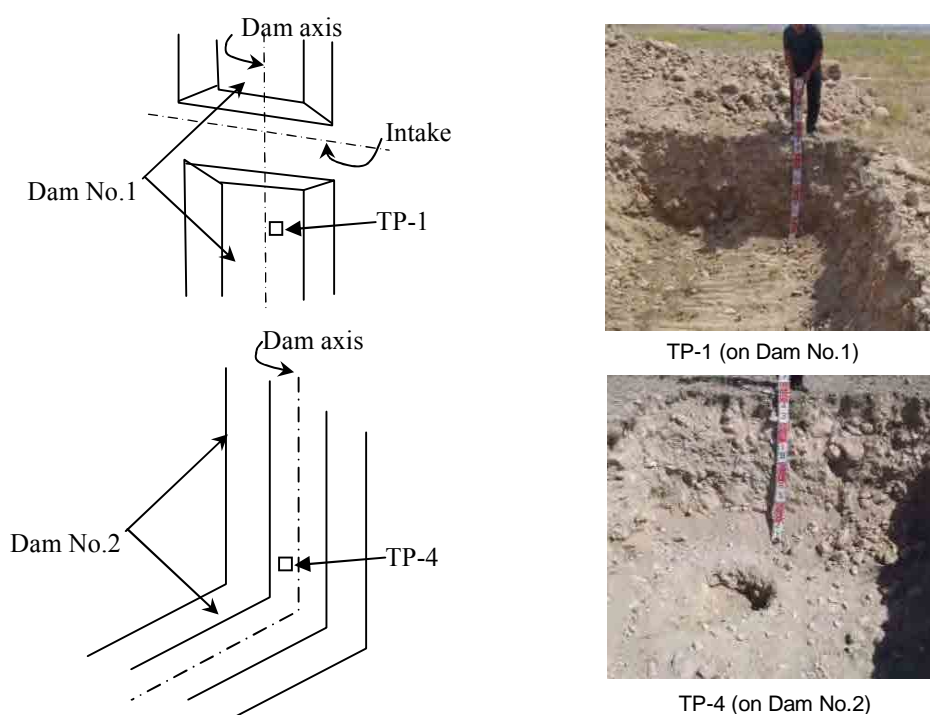 Dam axis
Intake
Dam No.1
TP-1
TP-1 (on Dam No.1)
Dam axis
Dam No.2
TP-4
TP-4 (on Dam No.2)